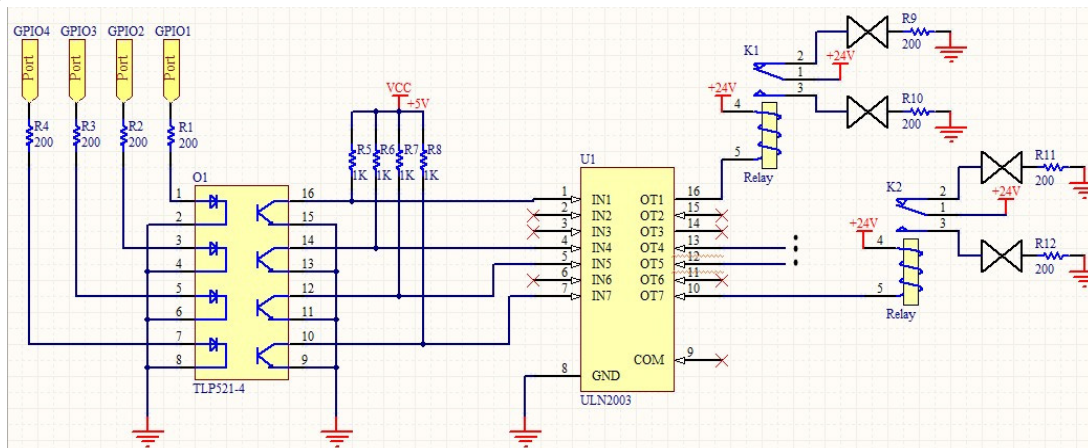 GPIO4 GPIO3 GPIO2 GPIO1
Port Port Port Port
R4 200
R3 200
R2 200
R1 200
VCC
+5V
R5 1K
R6 1K
R7 1K
R8 1K
O1
1 16
2 15
3 14
4 13
5 12
6 11
7 10
8 9
TLP521-4
U1
1 IN1 OT1 16
2 IN2 OT2 15
3 IN3 OT3 14
4 IN4 OT4 13
5 IN5 OT5 12
6 IN6 OT6 11
7 IN7 OT7 10
COM 9
8 GND
ULN2003
K1
2
1
3
+24V
+24V
4
5
Relay
R9
200
R10
200
K2
2
1
3
+24V
+24V
4
5
Relay
R11
200
R12
200